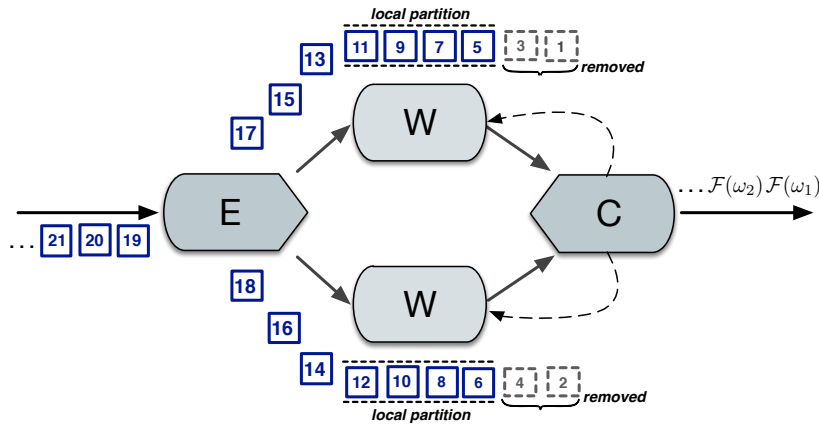 local partition
11 9 7 5 3 1
removed
13
15
17
W
E
C
... F(ω₂) F(ω₁)
... 21 20 19
18
W
16
14
12 10 8 6 4 2
removed
local partition